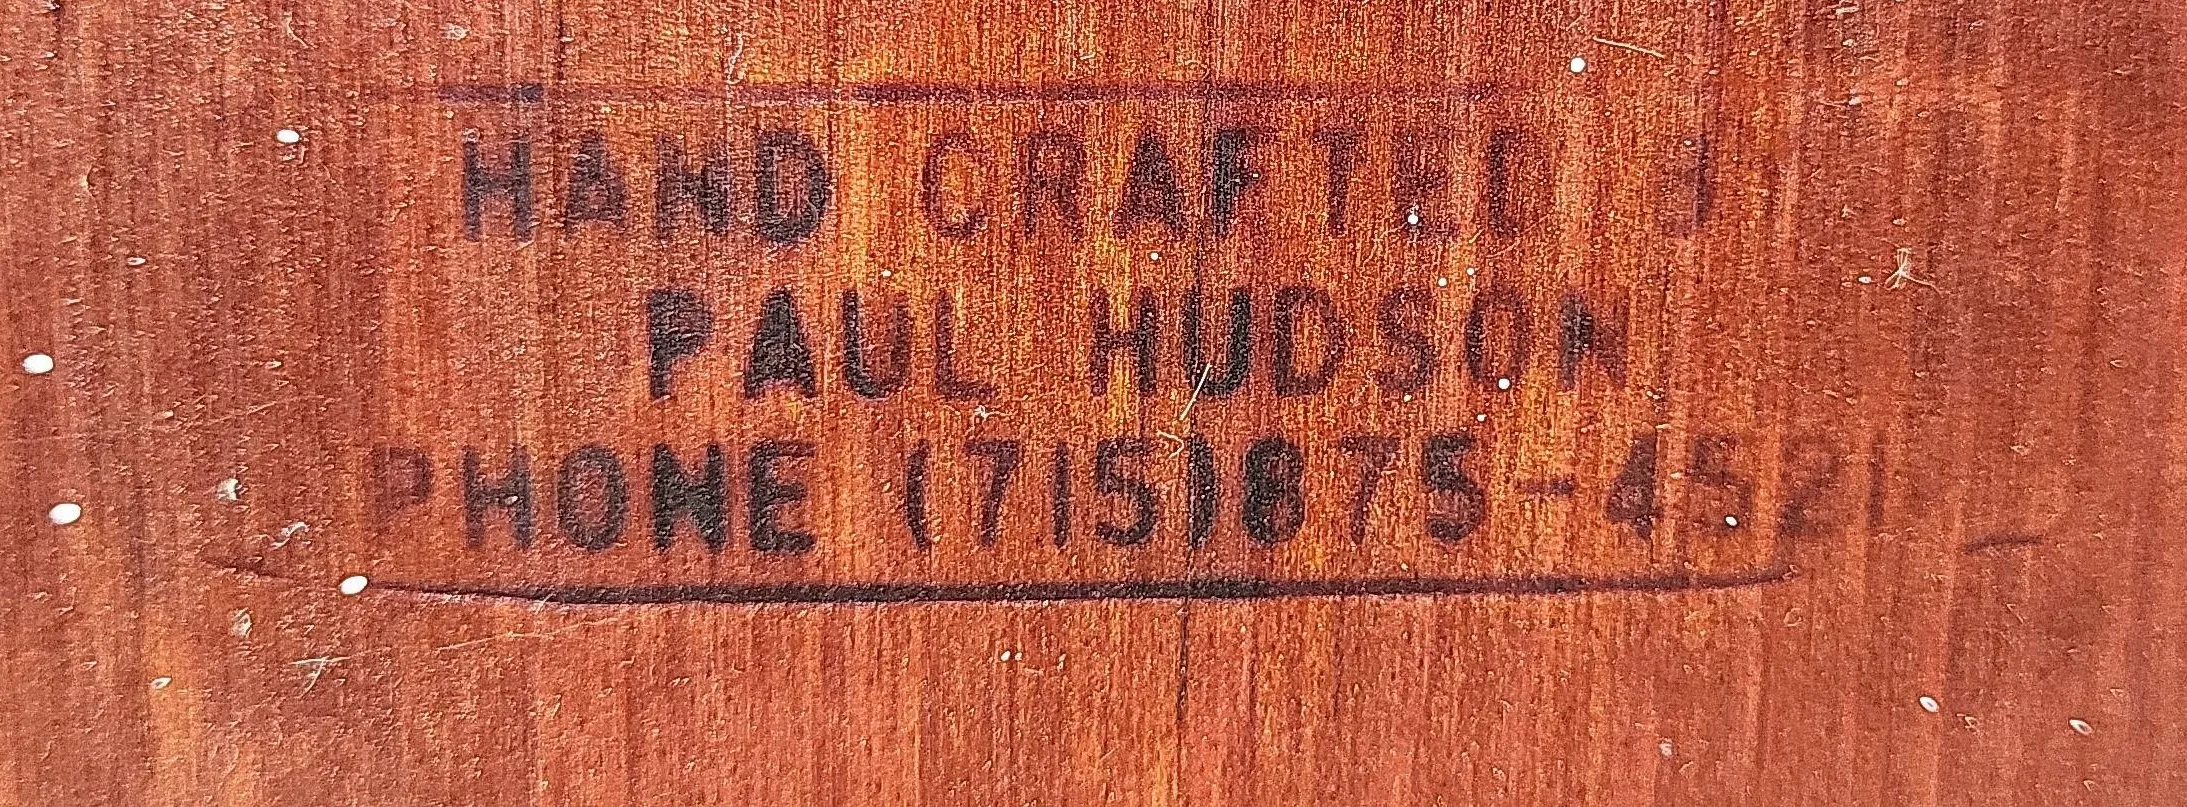 HAND CRAFTED
PAUL HUDSON
PHONE (715)875-4521